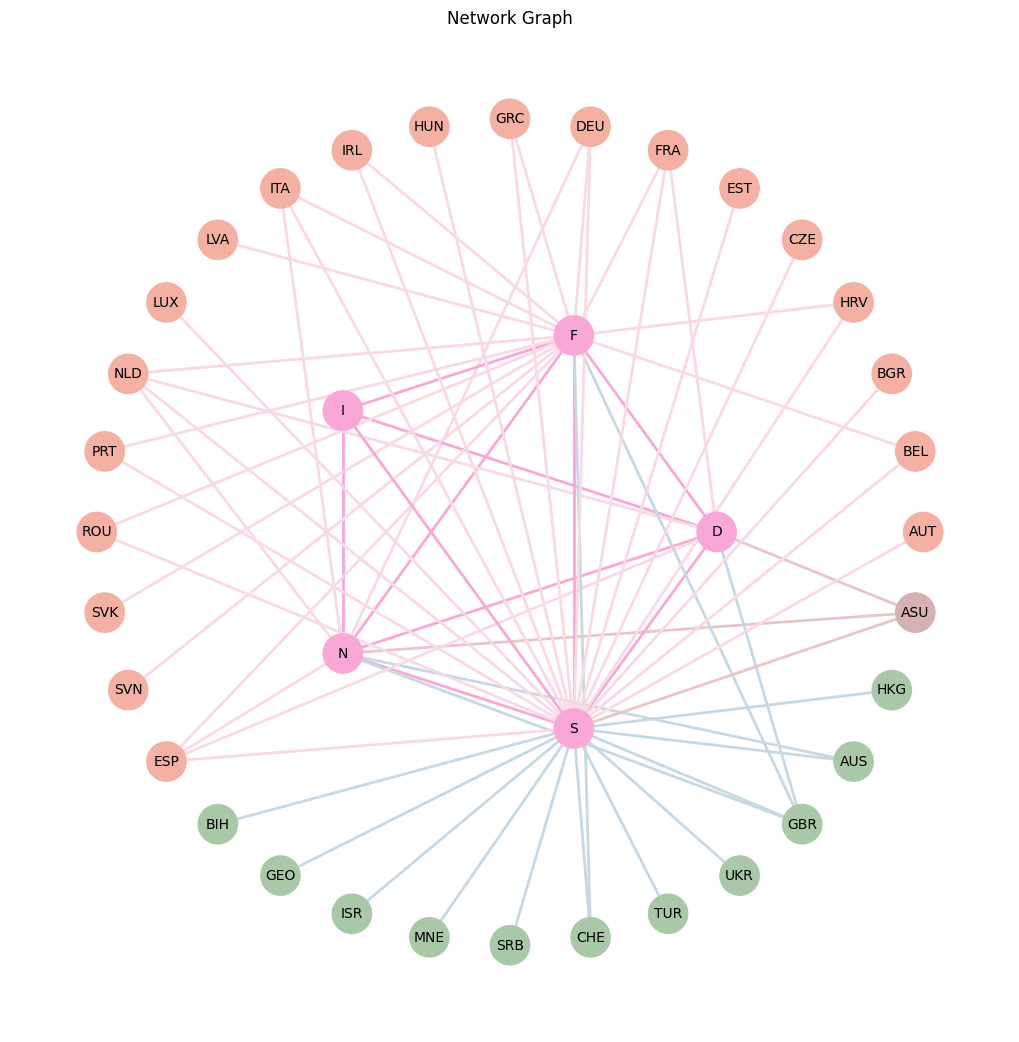 Network Graph
GRC
HUN
DEU
IRL
FRA
ITA
EST
LVA
CZE
LUX
HRV
F
NLD
BGR
I
PRT
BEL
ROU
D
AUT
SVK
ASU
N
SVN
HKG
S
ESP
AUS
BIH
GBR
GEO
UKR
ISR
TUR
MNE
CHE
SRB